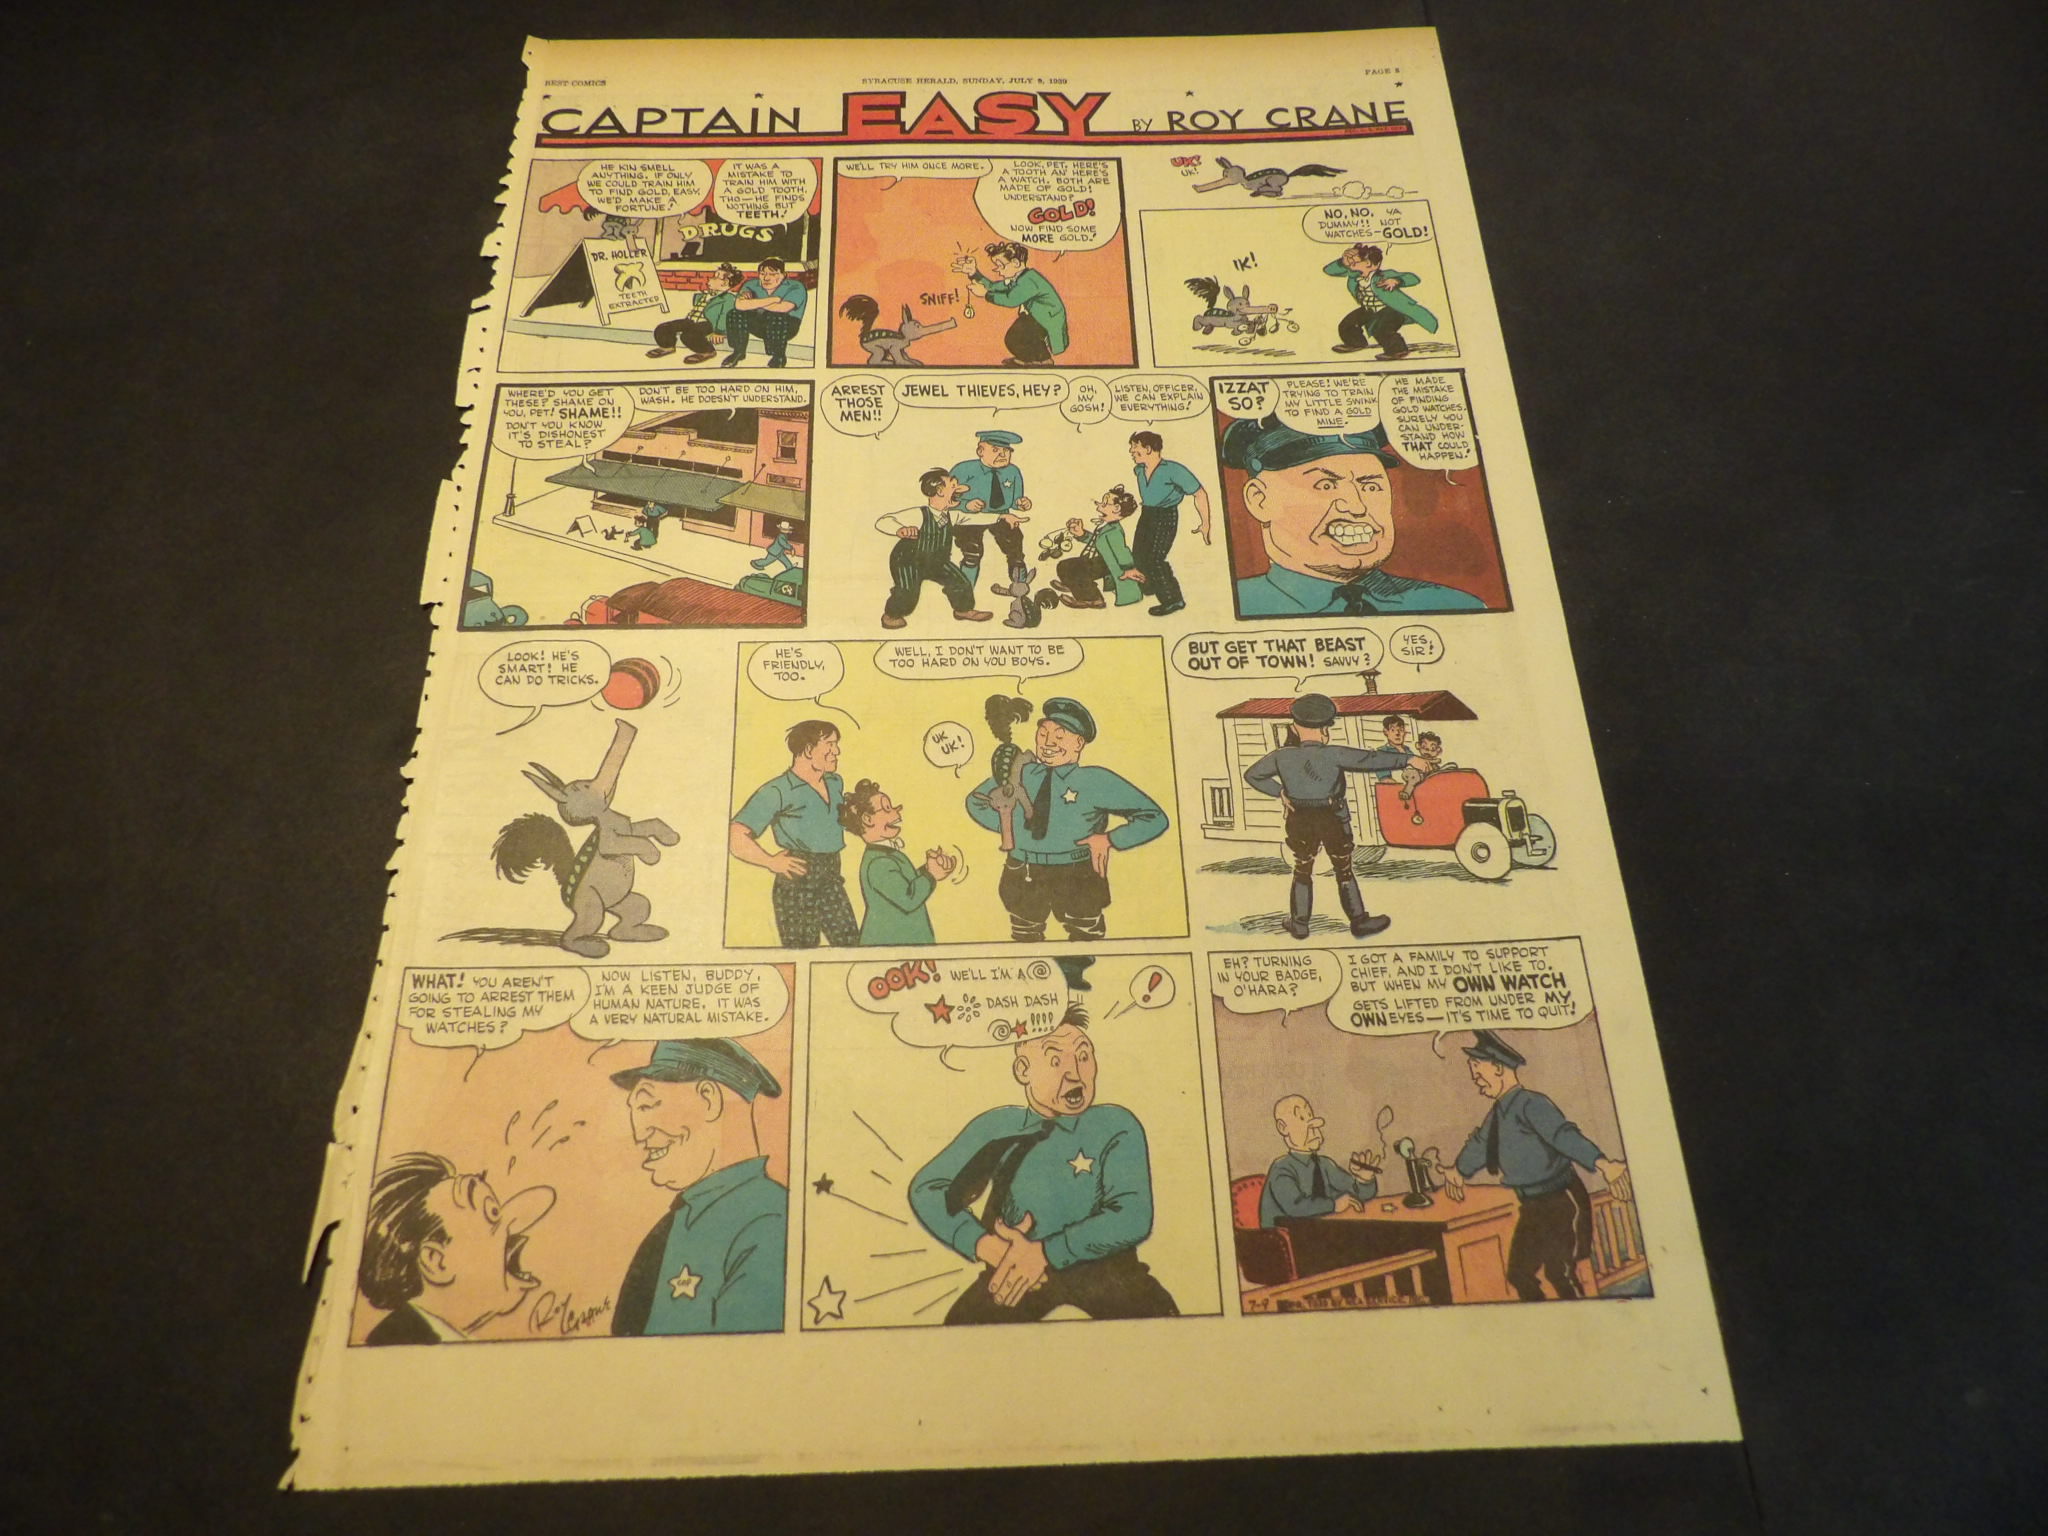 BEST COMICS
SYRACUSE HERALD, SUNDAY, JULY 9, 1939
PAGE 5
CAPTAIN EASY BY ROY CRANE
HE KIN SMELL
ANYTHING. IF ONLY
WE COULD TRAIN HIM
TO FIND GOLD, EASY,
WE'D MAKE A
FORTUNE!
IT WAS A
MISTAKE TO
TRAIN HIM WITH
A GOLD TOOTH,
THO—HE FINDS
NOTHING BUT
TEETH!
DRUGS
DR. HOLLER
TEETH
EXTRACTED
WE'LL TRY HIM ONCE MORE.
LOOK, PET, HERE'S
A TOOTH AN' HERE'S
A WATCH. BOTH ARE
MADE OF GOLD!
UNDERSTAND?
GOLD!
NOW FIND SOME
MORE GOLD!
SNIFF!
UK!
UK!
NO, NO, YA
DUMMY!! NOT
WATCHES—GOLD!
IK!
WHERE'D YOU GET
THESE? SHAME ON
YOU, PET! SHAME!!
DON'T YOU KNOW
IT'S DISHONEST
TO STEAL?
DON'T BE TOO HARD ON HIM,
WASH. HE DOESN'T UNDERSTAND.
ARREST
THOSE
MEN!!
JEWEL THIEVES, HEY?
OH,
MY
GOSH!
LISTEN, OFFICER,
WE CAN EXPLAIN
EVERYTHING!
IZZAT
SO?
PLEASE! WE'RE
TRYING TO TRAIN
MY LITTLE SWINK
TO FIND A GOLD
MINE.
HE MADE
THE MISTAKE
OF FINDING
GOLD WATCHES.
SURELY YOU
CAN UNDER-
STAND HOW
THAT COULD
HAPPEN!
LOOK! HE'S
SMART! HE
CAN DO TRICKS.
HE'S
FRIENDLY,
TOO.
WELL, I DON'T WANT TO BE
TOO HARD ON YOU BOYS.
UK
UK!
BUT GET THAT BEAST
OUT OF TOWN! SAVVY?
YES,
SIR!
WHAT! YOU AREN'T
GOING TO ARREST THEM
FOR STEALING MY
WATCHES?
NOW LISTEN, BUDDY,
I'M A KEEN JUDGE OF
HUMAN NATURE. IT WAS
A VERY NATURAL MISTAKE.
COP
ROY CRANE
OOK! WE'LL I'M A @
DASH DASH
@ !!!!
!
EH? TURNING
IN YOUR BADGE,
O'HARA?
I GOT A FAMILY TO SUPPORT
CHIEF, AND I DON'T LIKE TO.
BUT WHEN MY OWN WATCH
GETS LIFTED FROM UNDER MY
OWN EYES—IT'S TIME TO QUIT!
7-9
1939 BY NEA SERVICE, INC.